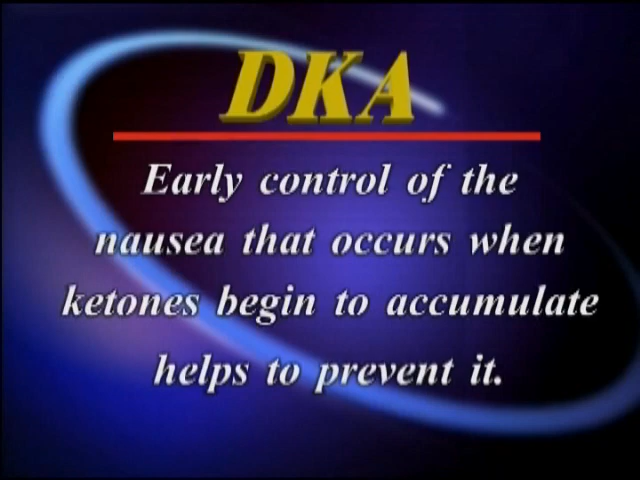 DKA
Early control of the
nausea that occurs when
ketones begin to accumulate
helps to prevent it.